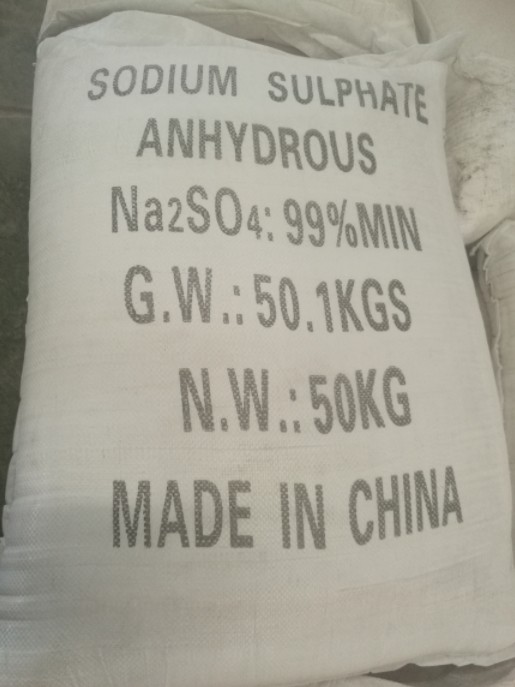 SODIUM SULPHATE
ANHYDROUS
Na2SO4: 99%MIN
G.W.: 50.1KGS
N.W.: 50KG
MADE IN CHINA